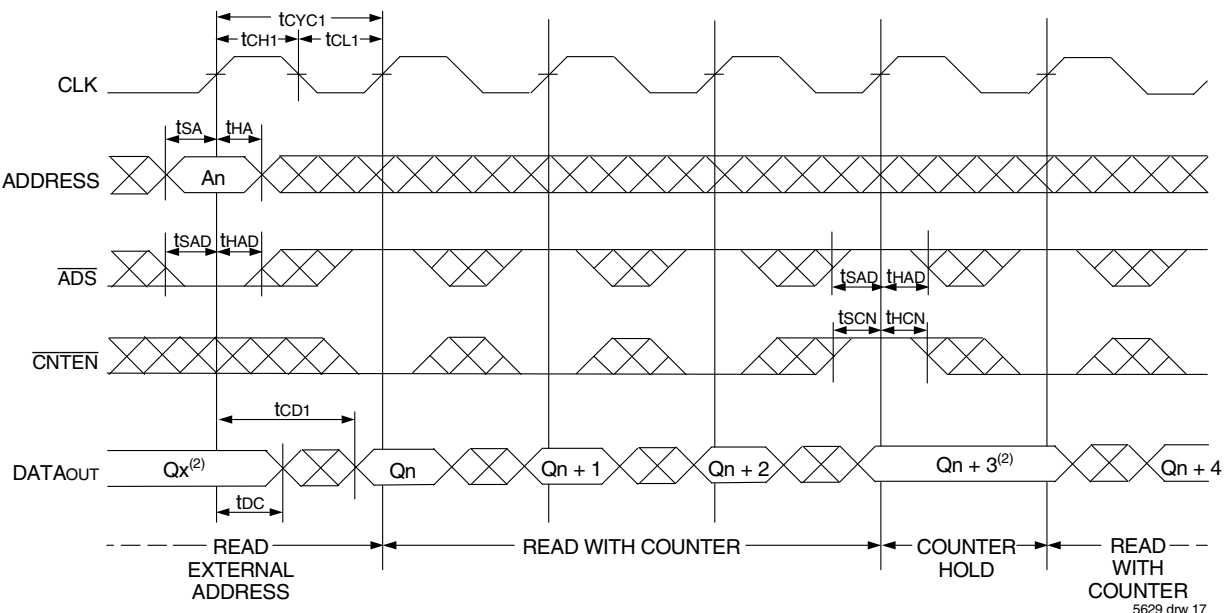 tCYC1
tCH1 tCL1
CLK
tSA tHA
ADDRESS An
tSAD tHAD
ADS tSAD tHAD
tSCN tHCN
CNTEN
tCD1
DATAOUT Qx(2) Qn Qn + 1 Qn + 2 Qn + 3(2) Qn + 4
tDC
READ EXTERNAL ADDRESS
READ WITH COUNTER
COUNTER HOLD
READ WITH COUNTER
5629 drw 17